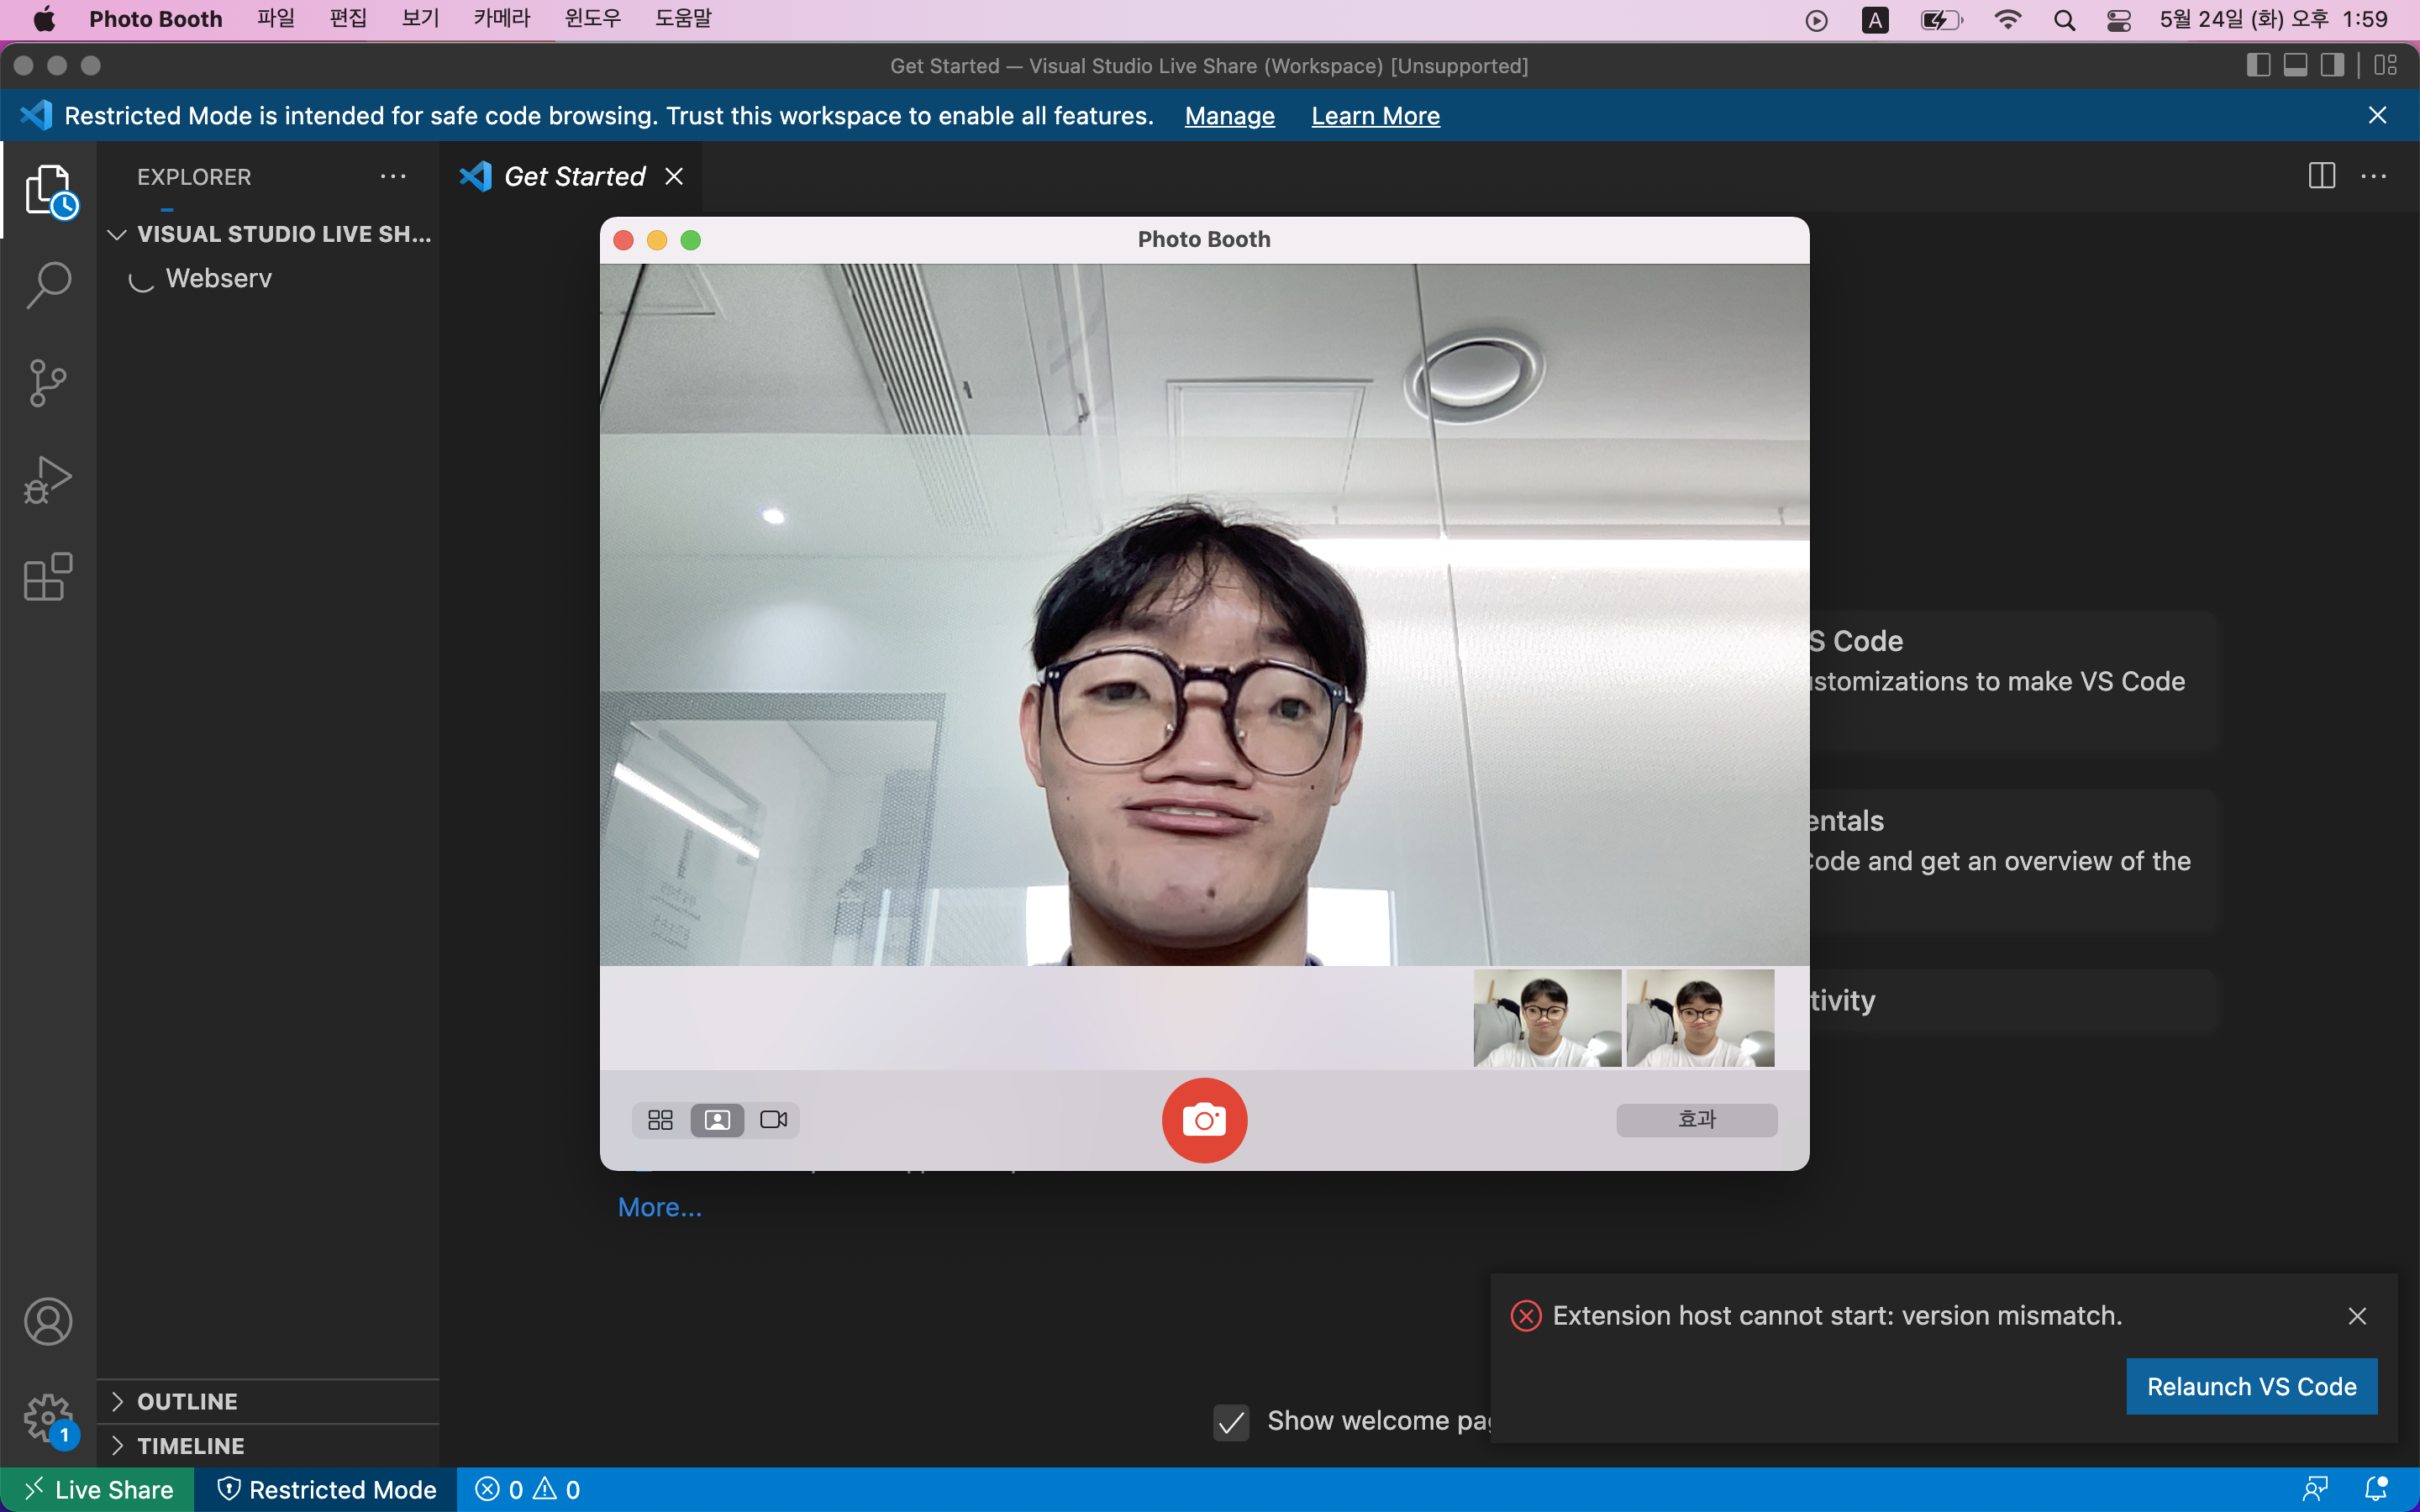 Photo Booth 파일 편집 보기 카메라 윈도우 도움말 A 5월 24일 (화) 오후 1:59
Get Started — Visual Studio Live Share (Workspace) [Unsupported]
Restricted Mode is intended for safe code browsing. Trust this workspace to enable all features. Manage Learn More
EXPLORER ···
Get Started
VISUAL STUDIO LIVE SH...
Webserv
Photo Booth
S Code
stomizations to make VS Code
entals
Code and get an overview of the
tivity
효과
More...
Extension host cannot start: version mismatch.
Relaunch VS Code
Show welcome pag
OUTLINE
1
TIMELINE
Live Share Restricted Mode 0 0